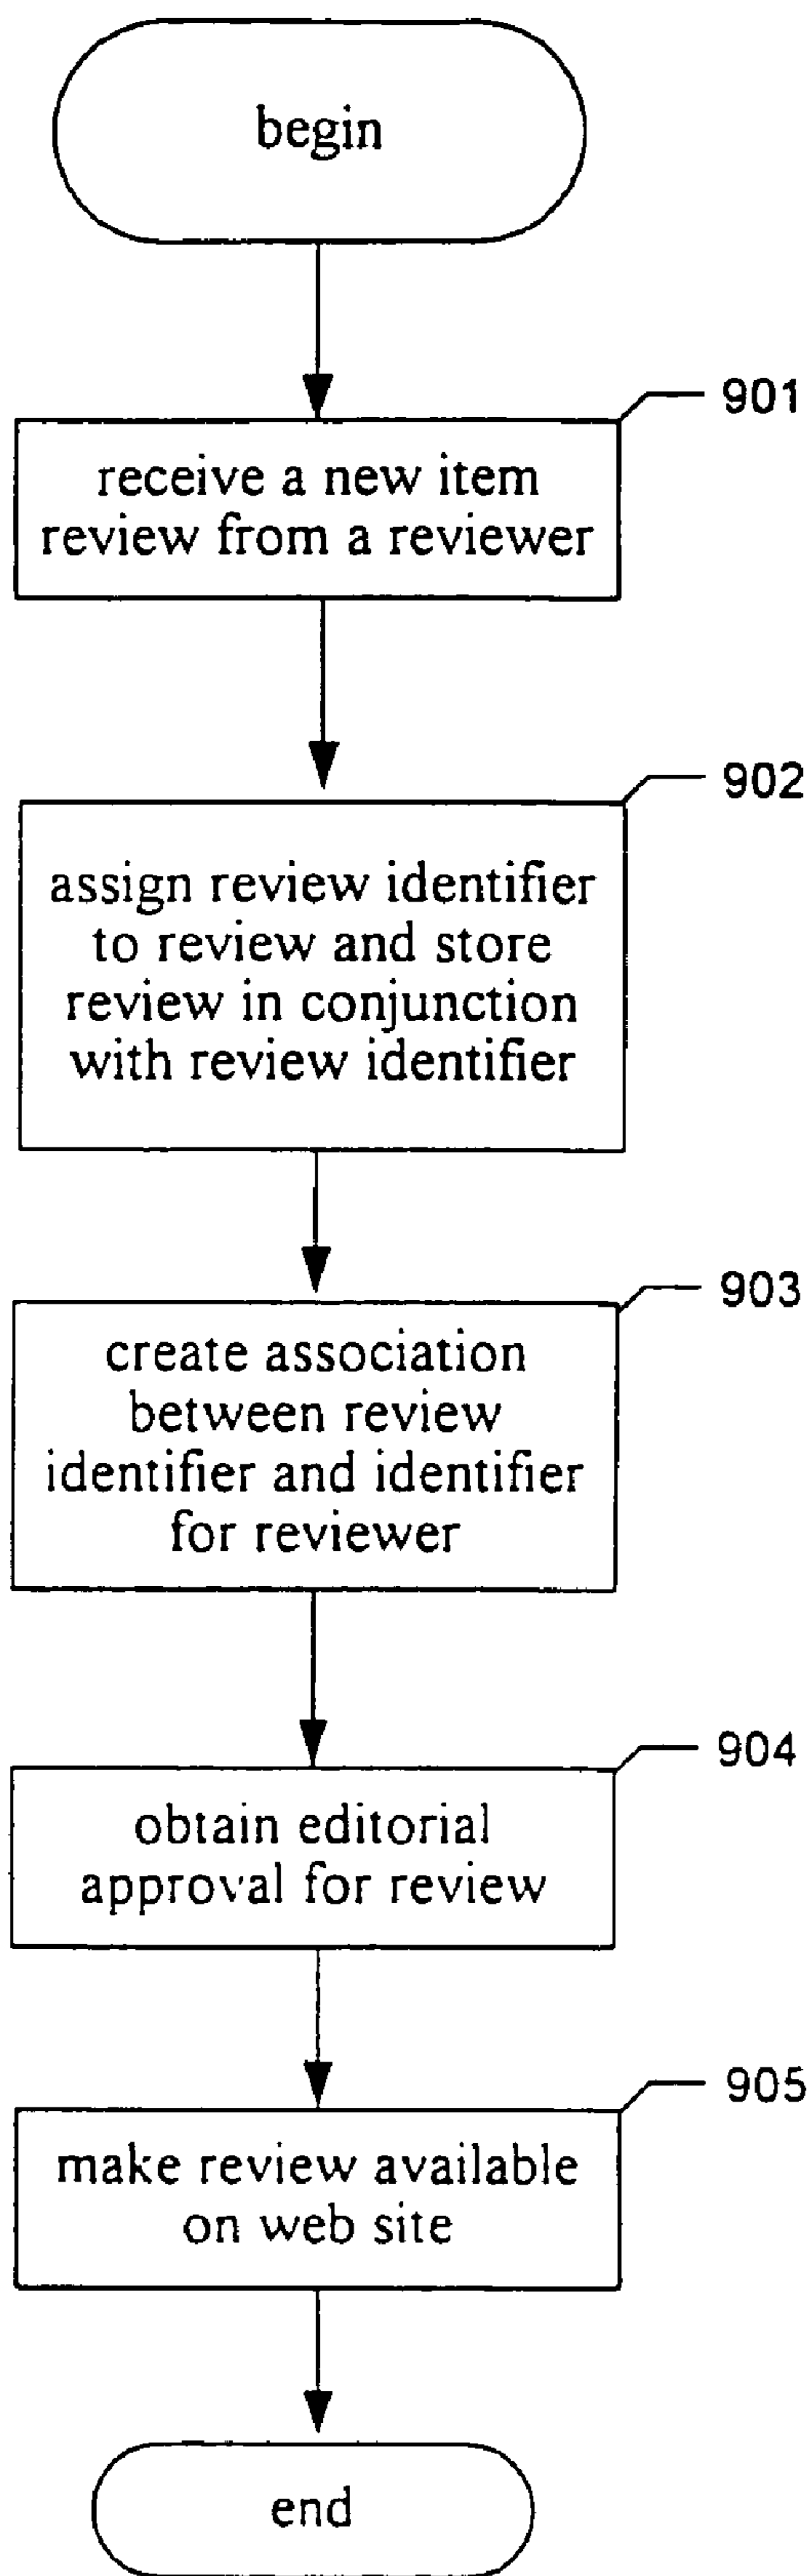 begin
901
receive a new item
review from a reviewer
902
assign review identifier
to review and store
review in conjunction
with review identifier
903
create association
between review
identifier and identifier
for reviewer
904
obtain editorial
approval for review
905
make review available
on web site
end